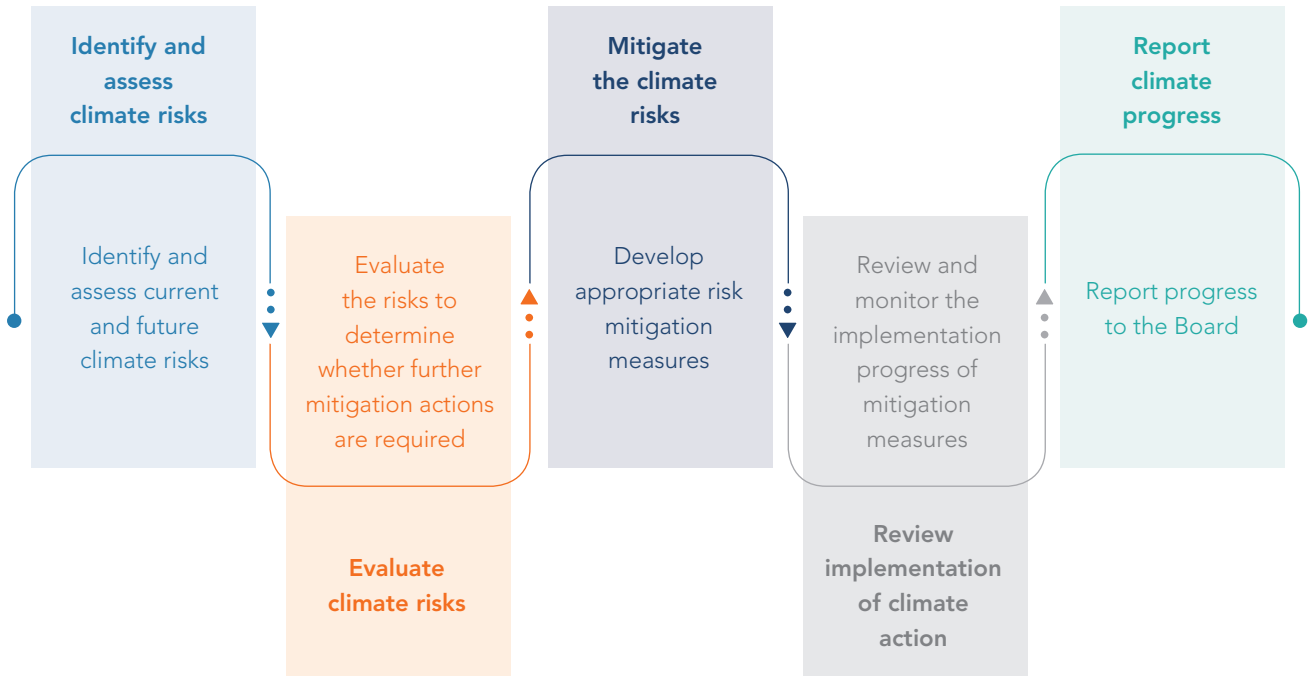 Identify and
assess
climate risks
Identify and
assess current
and future
climate risks
Evaluate
the risks to
determine
whether further
mitigation actions
are required
Evaluate
climate risks
Mitigate
the climate
risks
Develop
appropriate risk
mitigation
measures
Review and
monitor the
implementation
progress of
mitigation
measures
Review
implementation
of climate
action
Report
climate
progress
Report progress
to the Board